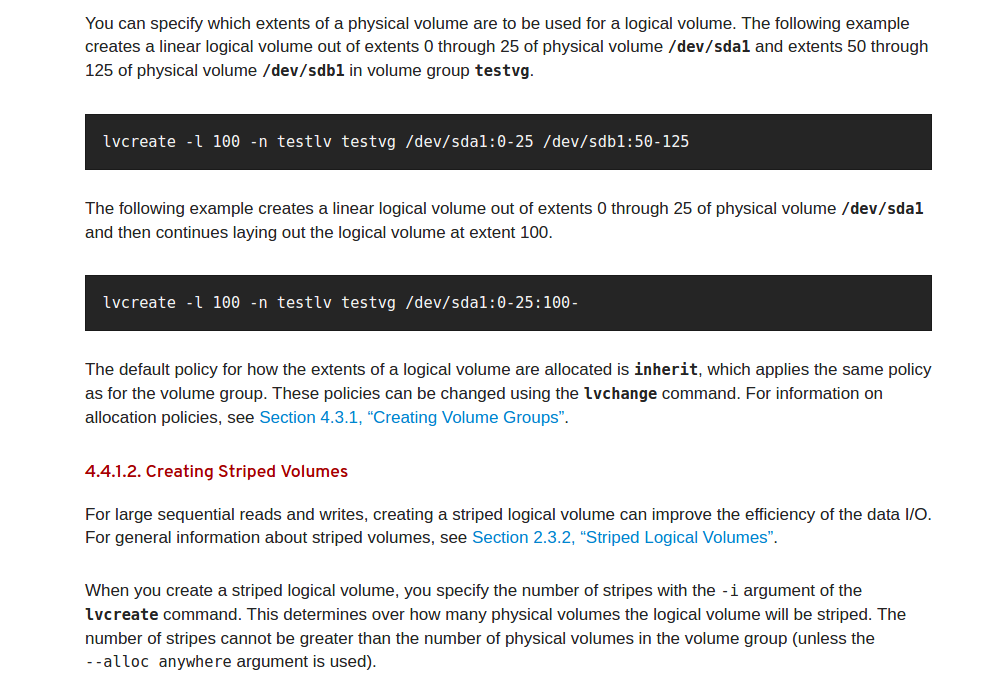 You can specify which extents of a physical volume are to be used for a logical volume. The following example
creates a linear logical volume out of extents 0 through 25 of physical volume /dev/sda1 and extents 50 through
125 of physical volume /dev/sdb1 in volume group testvg.
lvcreate -l 100 -n testlv testvg /dev/sda1:0-25 /dev/sdb1:50-125
The following example creates a linear logical volume out of extents 0 through 25 of physical volume /dev/sda1
and then continues laying out the logical volume at extent 100.
lvcreate -l 100 -n testlv testvg /dev/sda1:0-25:100-
The default policy for how the extents of a logical volume are allocated is inherit, which applies the same policy
as for the volume group. These policies can be changed using the lvchange command. For information on
allocation policies, see Section 4.3.1, “Creating Volume Groups”.
4.4.1.2. Creating Striped Volumes
For large sequential reads and writes, creating a striped logical volume can improve the efficiency of the data I/O.
For general information about striped volumes, see Section 2.3.2, “Striped Logical Volumes”.
When you create a striped logical volume, you specify the number of stripes with the -i argument of the
lvcreate command. This determines over how many physical volumes the logical volume will be striped. The
number of stripes cannot be greater than the number of physical volumes in the volume group (unless the
--alloc anywhere argument is used).